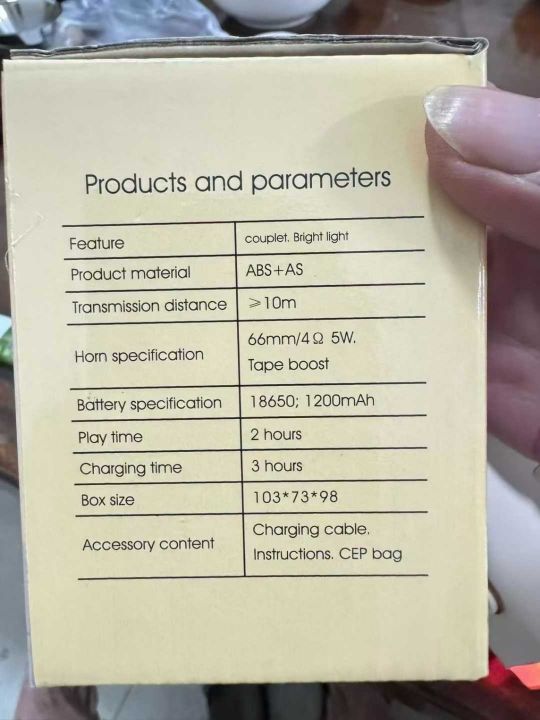 Products and parameters
Feature couplet. Bright light
Product material ABS+AS
Transmission distance ⩾10m
Horn specification 66mm/4Ω 5W.
Tape boost
Battery specification 18650; 1200mAh
Play time 2 hours
Charging time 3 hours
Box size 103*73*98
Accessory content Charging cable.
Instructions. CEP bag